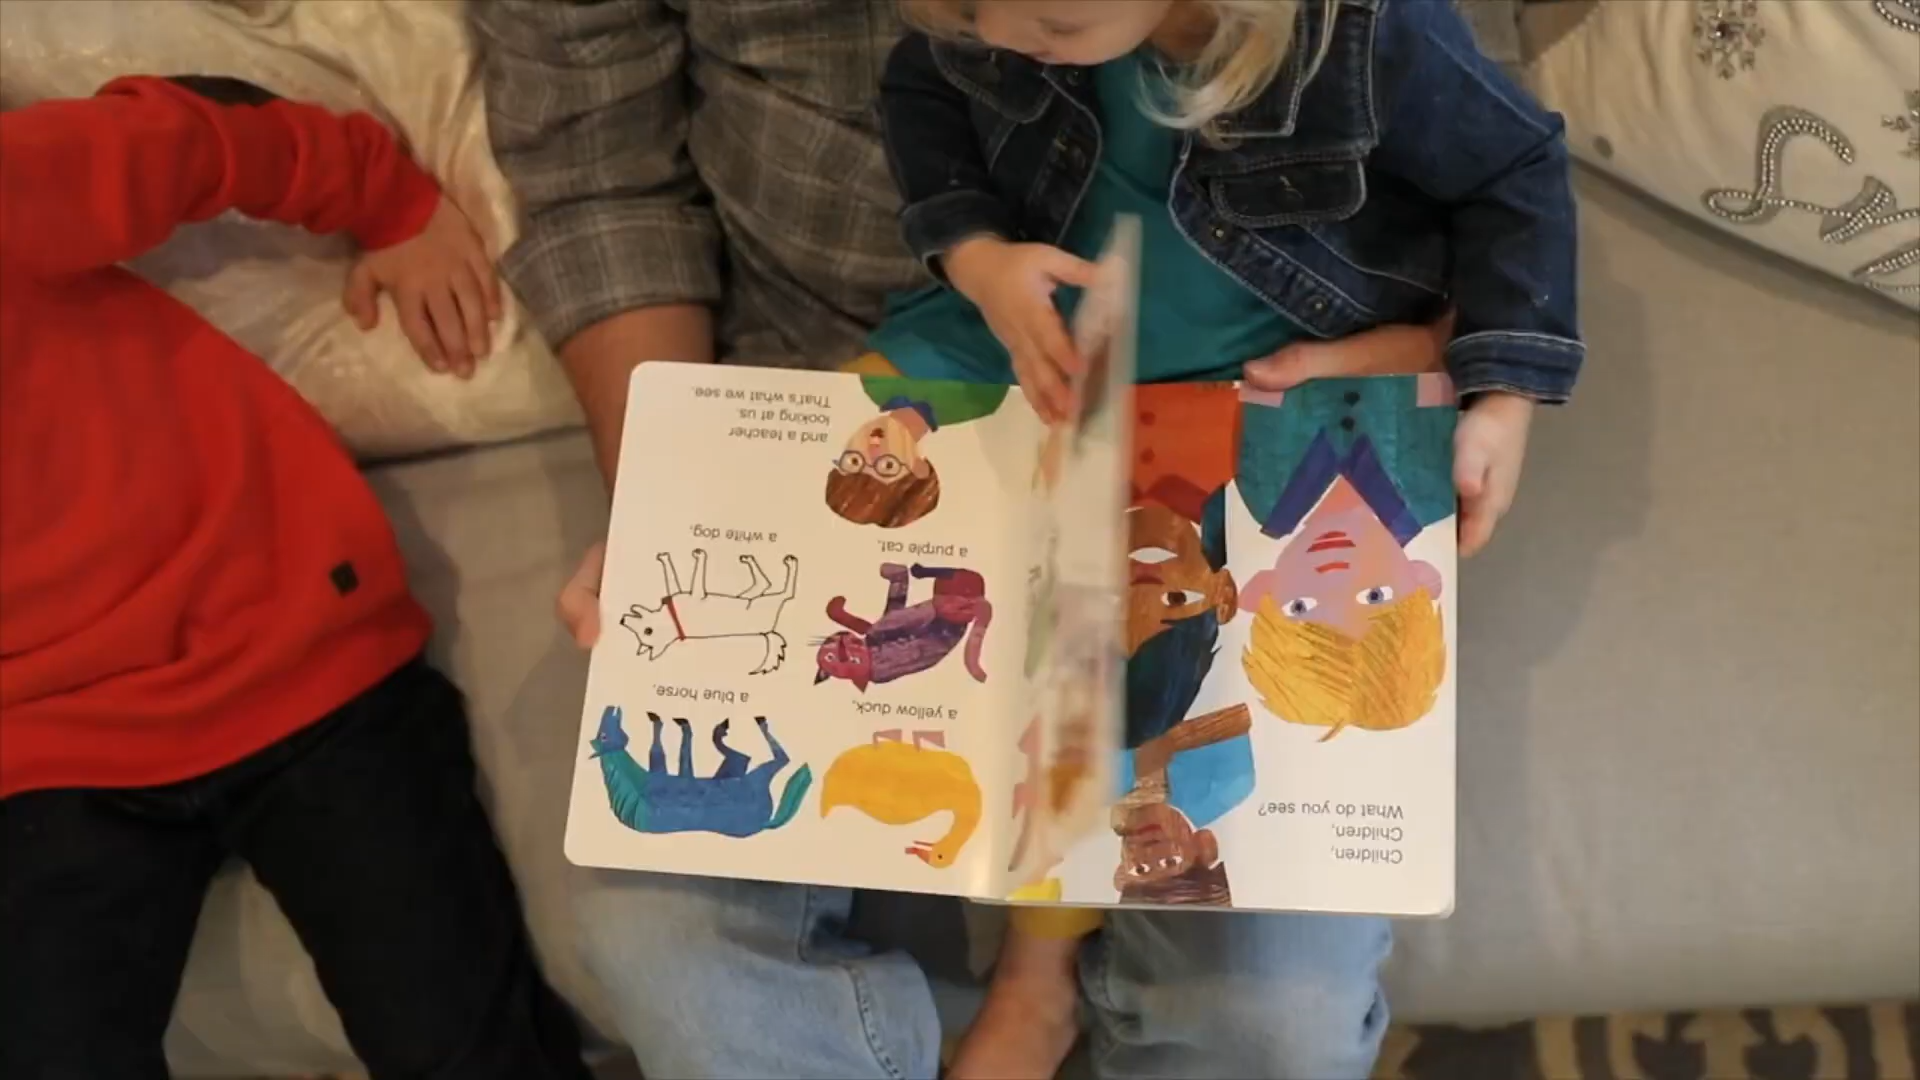 Children,
Children,
What do you see?
a yellow duck,
a blue horse,
a purple cat,
a white dog,
and a teacher
looking at us.
That's what we see.